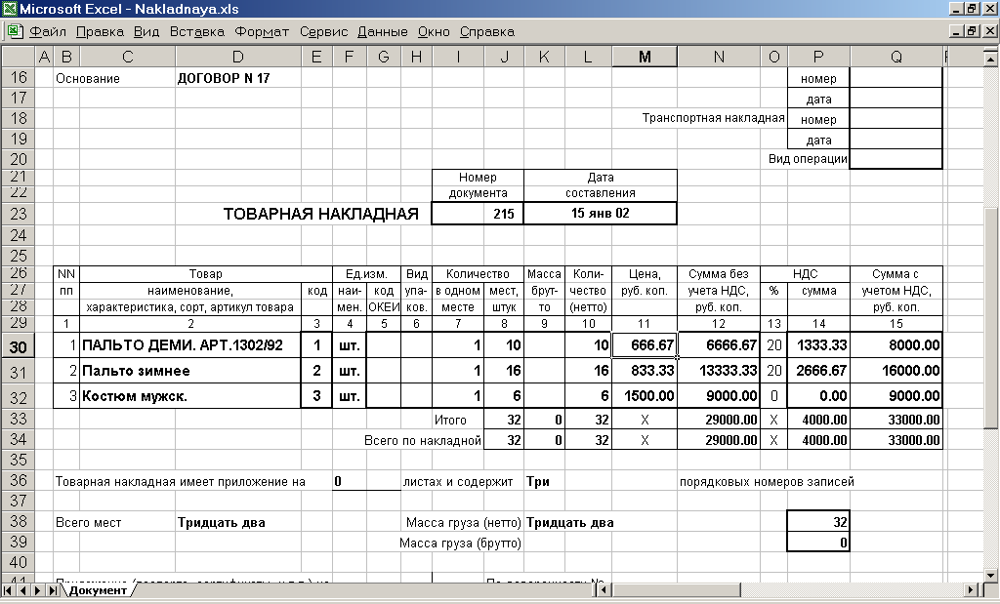 Microsoft Excel - Nakladnaya.xls
Файл Правка Вид Вставка Формат Сервис Данные Окно Справка
A B C D E F G H I J K L M N O P Q
16 Основание ДОГОВОР N 17 номер
17 дата
18 Транспортная накладная номер
19 дата
20 Вид операции
21 Номер Дата
22 документа составления
23 ТОВАРНАЯ НАКЛАДНАЯ 215 15 янв 02
24
25
26 NN Товар Ед.изм. Вид Количество Масса Коли- Цена, Сумма без НДС Сумма с
27 пп наименование, код наи- код упа- в одном мест, брут- чество руб. коп. учета НДС, % сумма учетом НДС,
28 характеристика, сорт, артикул товара мен. ОКЕИ ков. месте штук то (нетто) руб. коп. руб. коп.
29 1 2 3 4 5 6 7 8 9 10 11 12 13 14 15
30 1 ПАЛЬТО ДЕМИ. АРТ.1302/92 1 шт. 1 10 10 666.67 6666.67 20 1333.33 8000.00
31 2 Пальто зимнее 2 шт. 1 16 16 833.33 13333.33 20 2666.67 16000.00
32 3 Костюм мужск. 3 шт. 1 6 6 1500.00 9000.00 0 0.00 9000.00
33 Итого 32 0 32 X 29000.00 X 4000.00 33000.00
34 Всего по накладной 32 0 32 X 29000.00 X 4000.00 33000.00
35
36 Товарная накладная имеет приложение на 0 листах и содержит Три порядковых номеров записей
37
38 Всего мест Тридцать два Масса груза (нетто) Тридцать два 32
39 Масса груза (брутто) 0
40
41
Документ